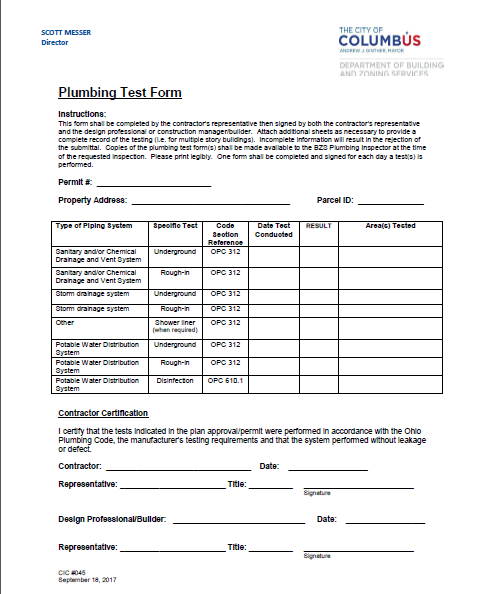 SCOTT MESSER
Director
THE CITY OF
COLUMBUS
ANDREW J. GINTHER, MAYOR
DEPARTMENT OF BUILDING
AND ZONING SERVICES
Plumbing Test Form
Instructions:
This form shall be completed by the contractor's representative then signed by both the contractor's representative
and the design professional or construction manager/builder. Attach additional sheets as necessary to provide a
complete record of the testing (i.e. for multiple story buildings). Incomplete information will result in the rejection of
the submittal. Copies of the plumbing test form(s) shall be made available to the BZS Plumbing Inspector at the time
of the requested inspection. Please print legibly. One form shall be completed and signed for each day a test(s) is
performed.
Permit #: ____________________
Property Address: ____________________ Parcel ID: ____________________
Type of Piping System Specific Test Code Section Reference Date Test Conducted RESULT Area(s) Tested
Sanitary and/or Chemical Drainage and Vent System Underground OPC 312
Sanitary and/or Chemical Drainage and Vent System Rough-in OPC 312
Storm drainage system Underground OPC 312
Storm drainage system Rough-in OPC 312
Other Shower liner (when required) OPC 312
Potable Water Distribution System Underground OPC 312
Potable Water Distribution System Rough-in OPC 312
Potable Water Distribution System Disinfection OPC 610.1
Contractor Certification
I certify that the tests indicated in the plan approval/permit were performed in accordance with the Ohio
Plumbing Code, the manufacturer's testing requirements and that the system performed without leakage
or defect.
Contractor: ____________________ Date: ____________________
Representative: ____________________ Title: __________ ____________________
Signature
Design Professional/Builder: ____________________ Date: ____________________
Representative: ____________________ Title: __________ ____________________
Signature
CIC #045
September 18, 2017